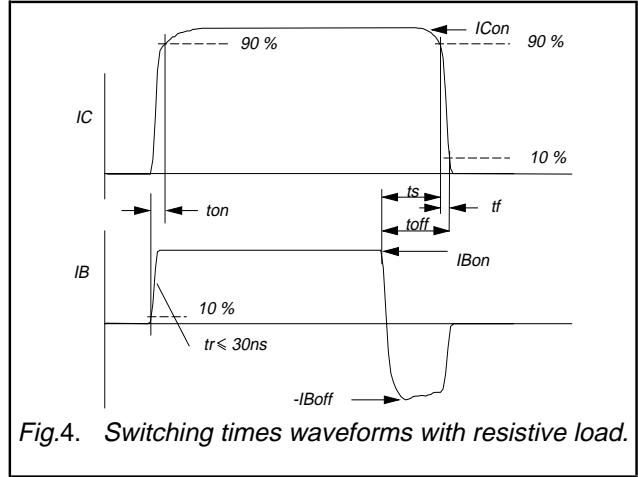 ICon
90 %
90 %
IC
10 %
ts
ton
tf
toff
IB
IBon
10 %
tr ⩽ 30ns
-IBoff
Fig.4. Switching times waveforms with resistive load.